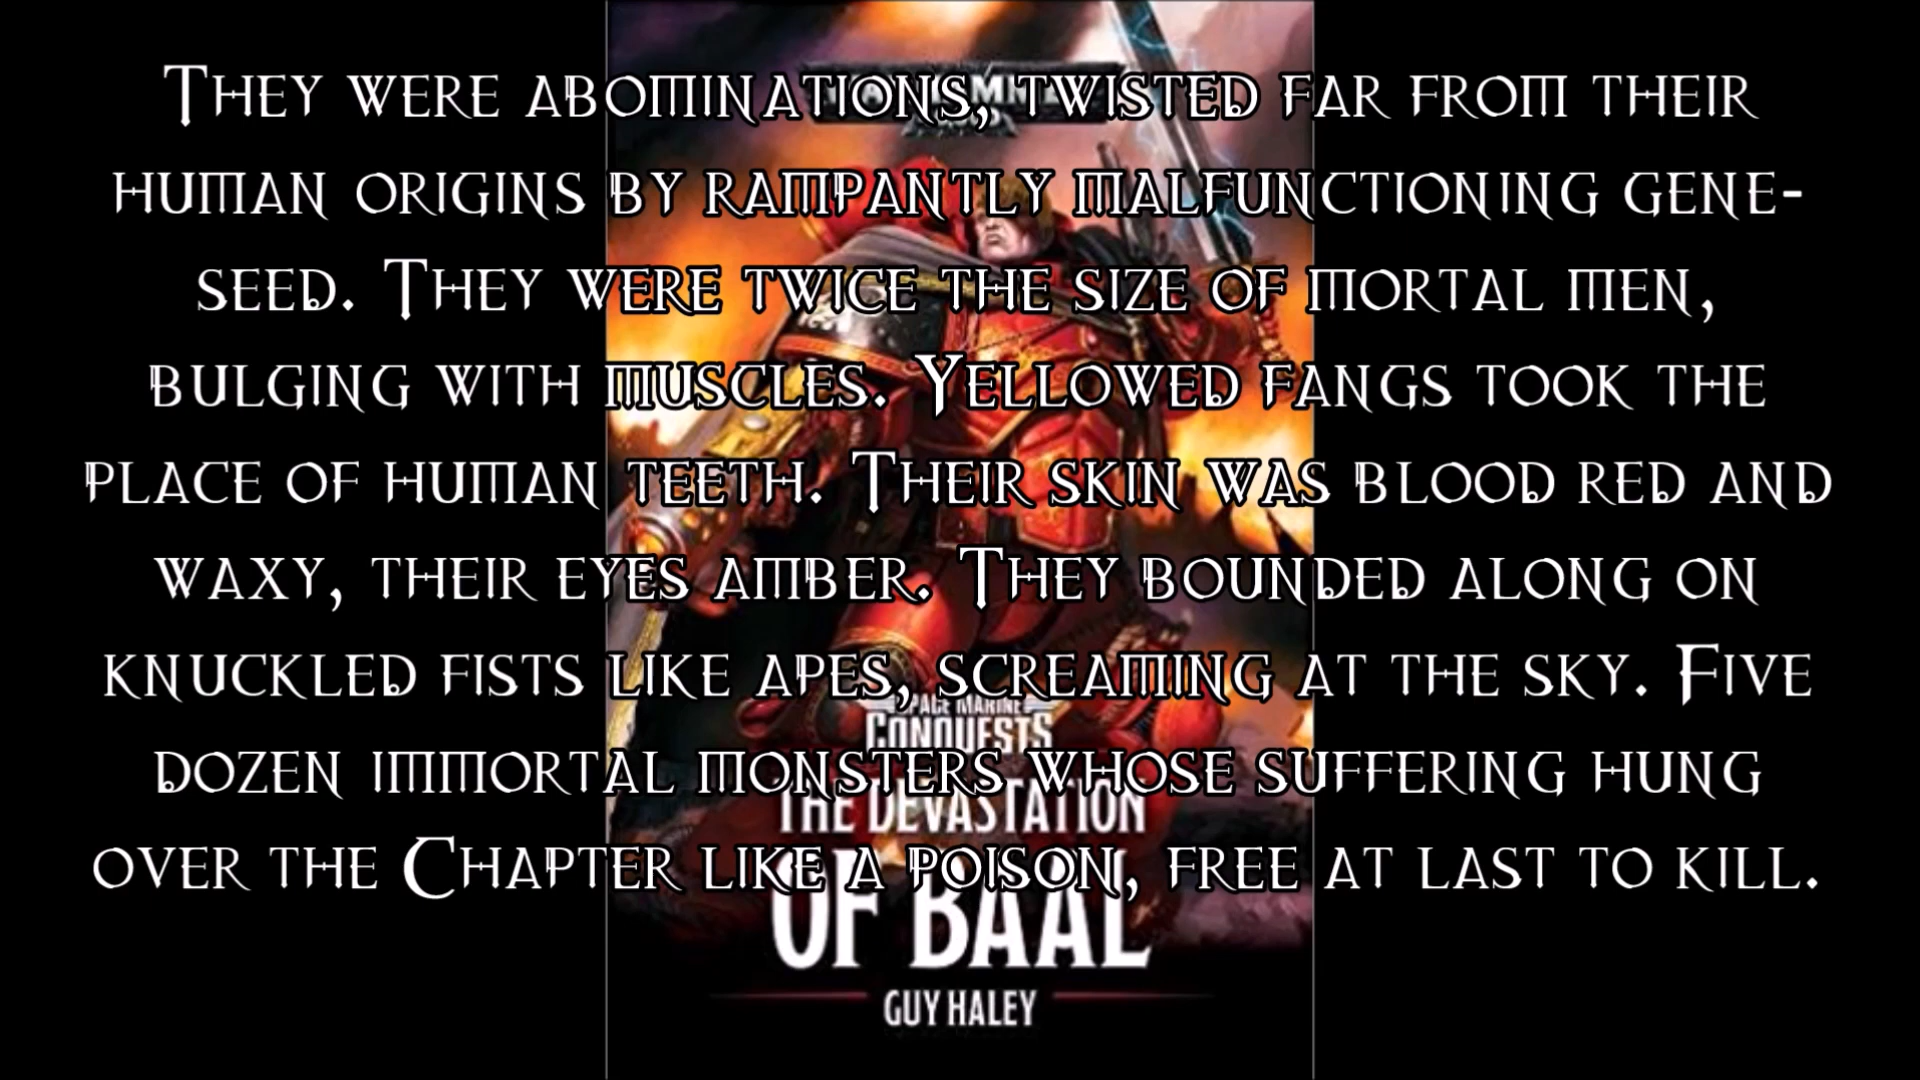 They were abominations, twisted far from their
human origins by rampantly malfunctioning gene-
seed. They were twice the size of mortal men,
bulging with muscles. Yellowed fangs took the
place of human teeth. Their skin was blood red and
waxy, their eyes amber. They bounded along on
knuckled fists like apes, screaming at the sky. Five
SPACE MARINE
CONQUESTS
dozen immortal monsters whose suffering hung
THE DEVASTATION
over the Chapter like a poison, free at last to kill.
OF BAAL
GUY HALEY